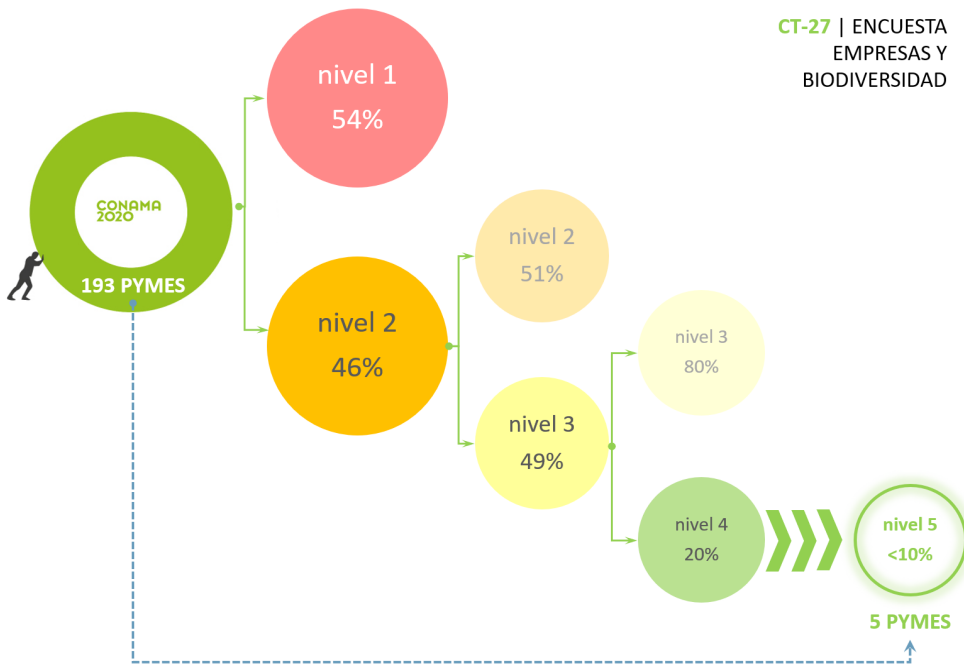 CT-27 | ENCUESTA
EMPRESAS Y
BIODIVERSIDAD
nivel 1
54%
CONAMA
2020
193 PYMES
nivel 2
51%
nivel 2
46%
nivel 3
80%
nivel 3
49%
nivel 4
20%
nivel 5
<10%
5 PYMES